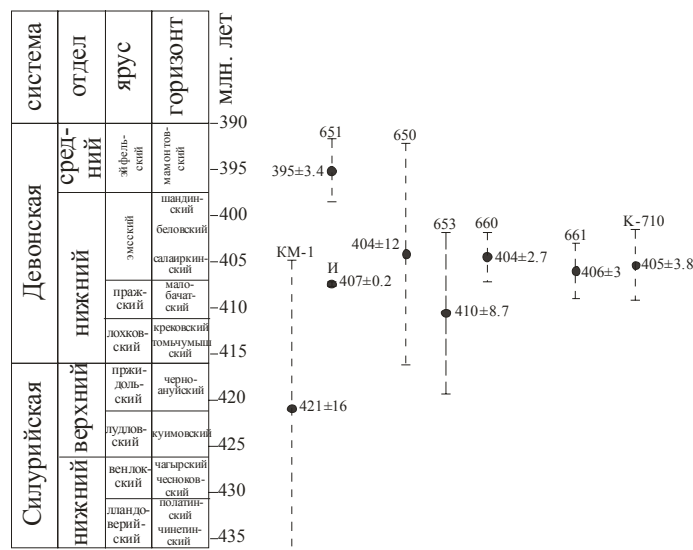 система
отдел
ярус
горизонт
млн. лет
Девонская
Силурийская
сред-
ний
нижний
верхний
нижний
эйфель-
ский
эмсский
праж-
ский
лохков-
ский
пржи-
доль-
ский
лудлов-
ский
венлок-
ский
лландо-
верий-
ский
мамонтов-
ский
шандин-
ский
беловский
салаиркин-
ский
мало-
бачат-
ский
крековский
томьчумыш
ский
черно-
ануйский
куимовский
чагырский
чесноков-
ский
полатин-
ский
чинетин-
ский
390
395
400
405
410
415
420
425
430
435
КМ-1
421±16
651
395±3.4
И
407±0.2
650
404±12
653
410±8.7
660
404±2.7
661
406±3
К-710
405±3.8